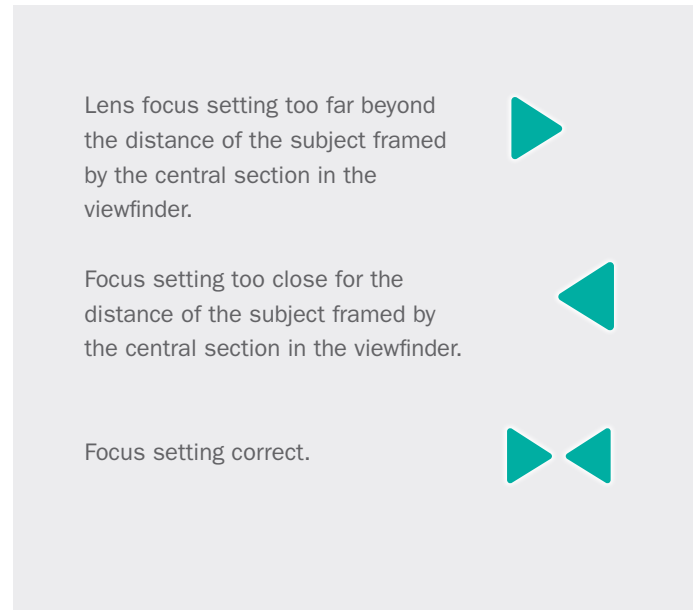 Lens focus setting too far beyond
the distance of the subject framed
by the central section in the
viewfinder.
Focus setting too close for the
distance of the subject framed by
the central section in the viewfinder.
Focus setting correct.